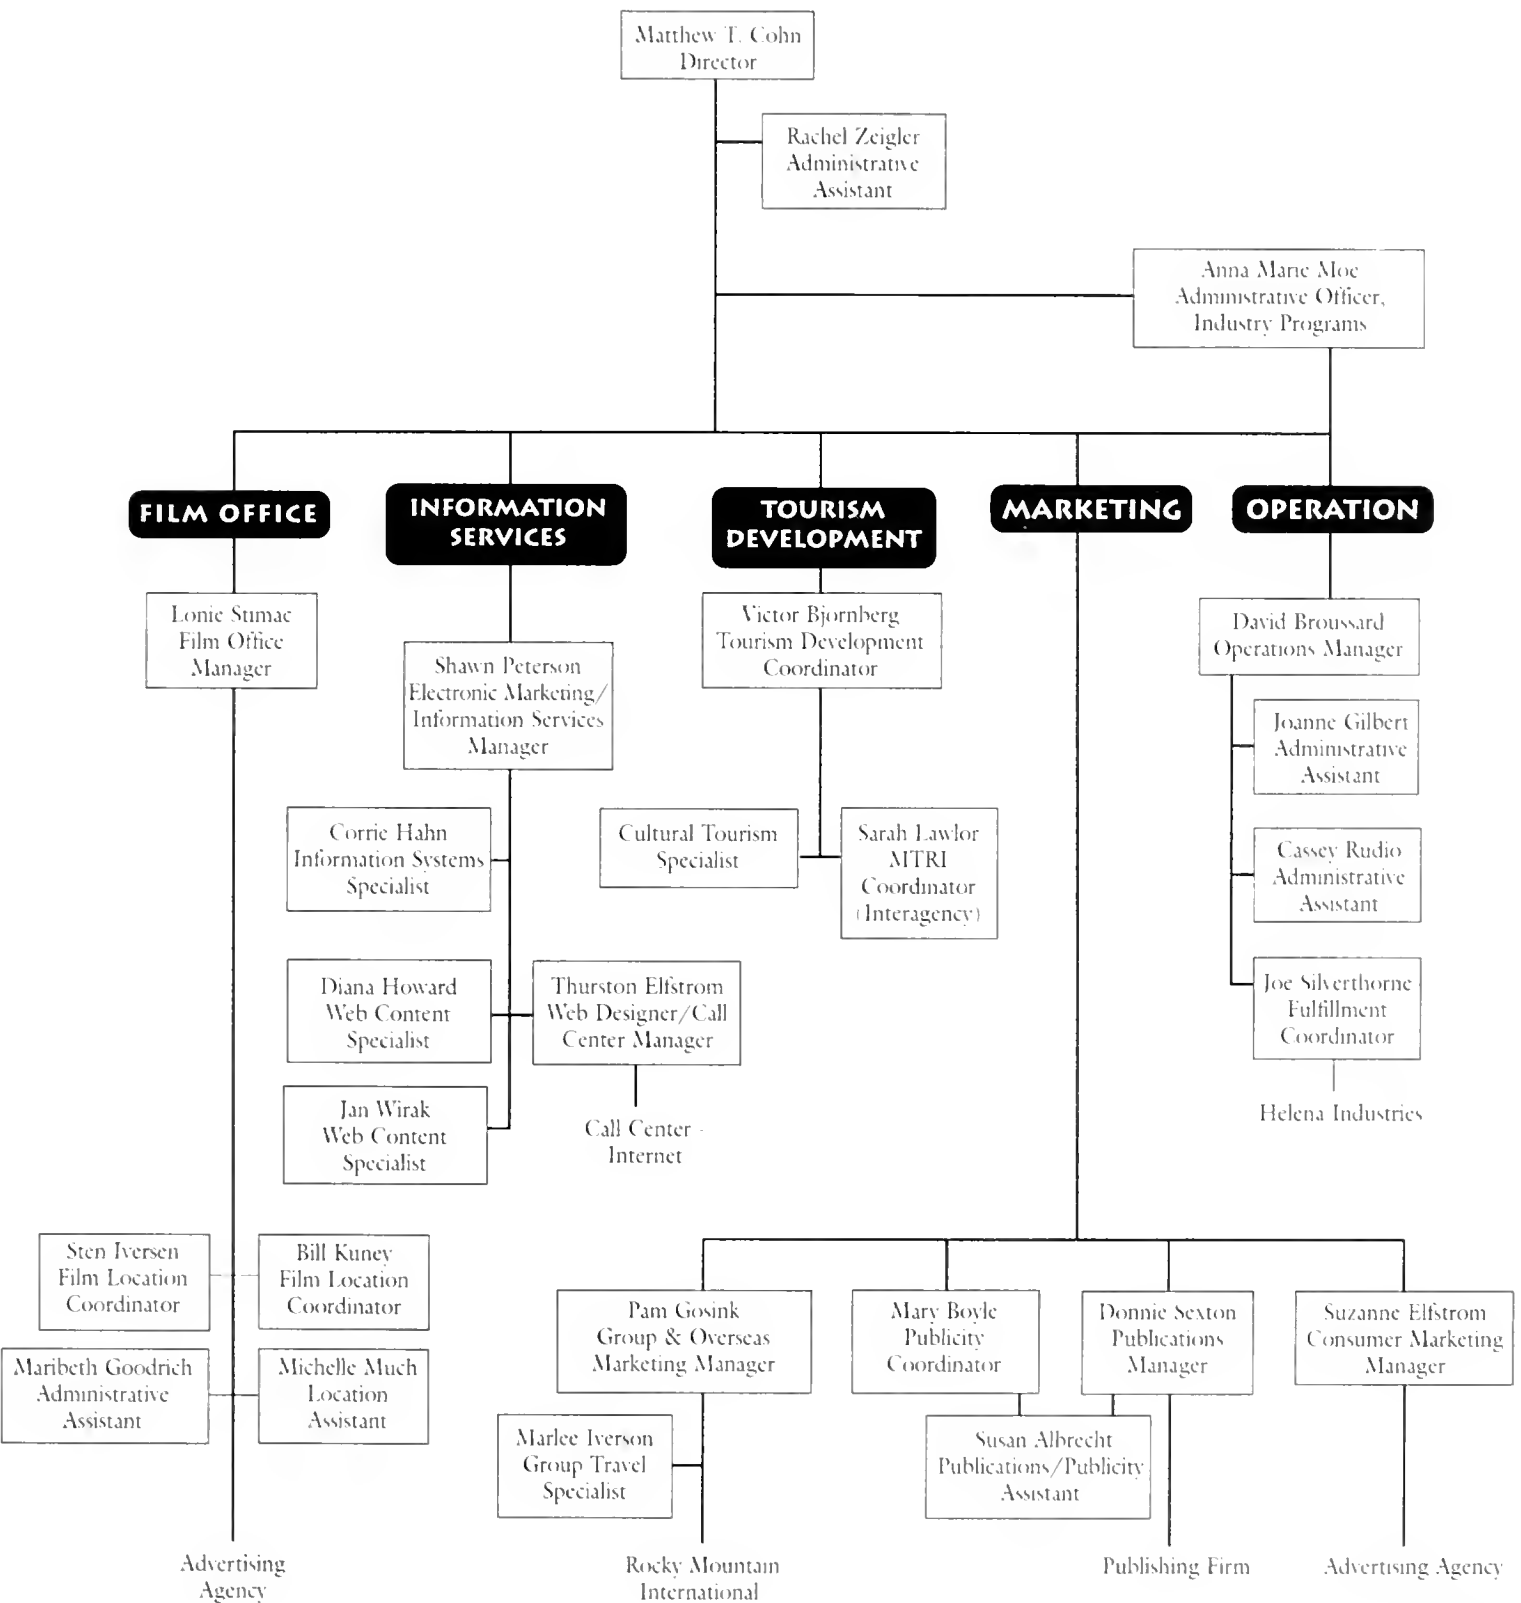 Matthew T. Cohn
Director
Rachel Zeigler
Administrative
Assistant
Anna Marie Moe
Administrative Officer,
Industry Programs
FILM OFFICE
INFORMATION
SERVICES
TOURISM
DEVELOPMENT
MARKETING
OPERATION
Lonie Stimac
Film Office
Manager
Shawn Peterson
Electronic Marketing/
Information Services
Manager
Victor Bjornberg
Tourism Development
Coordinator
David Broussard
Operations Manager
Joanne Gilbert
Administrative
Assistant
Corrie Hahn
Information Systems
Specialist
Cultural Tourism
Specialist
Sarah Lawlor
MTRI
Coordinator
(Interagency)
Cassey Rudio
Administrative
Assistant
Diana Howard
Web Content
Specialist
Thurston Elfstrom
Web Designer/Call
Center Manager
Joe Silverthorne
Fulfillment
Coordinator
Jan Wirak
Web Content
Specialist
Call Center -
Internet
Helena Industries
Sten Iversen
Film Location
Coordinator
Bill Kuney
Film Location
Coordinator
Maribeth Goodrich
Administrative
Assistant
Michelle Much
Location
Assistant
Pam Gosink
Group & Overseas
Marketing Manager
Mary Boyle
Publicity
Coordinator
Donnie Sexton
Publications
Manager
Suzanne Elfstrom
Consumer Marketing
Manager
Marlee Iverson
Group Travel
Specialist
Susan Albrecht
Publications/Publicity
Assistant
Advertising
Agency
Rocky Mountain
International
Publishing Firm
Advertising Agency